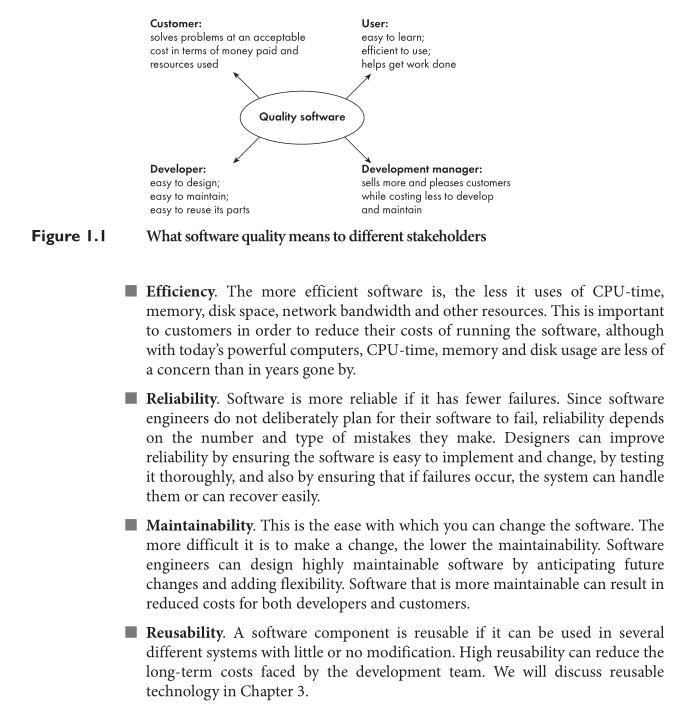 Customer:
solves problems at an acceptable
cost in terms of money paid and
resources used
User:
easy to learn;
efficient to use;
helps get work done
Quality software
Developer:
easy to design;
easy to maintain;
easy to reuse its parts
Development manager:
sells more and pleases customers
while costing less to develop
and maintain
Figure 1.1 What software quality means to different stakeholders
■ Efficiency. The more efficient software is, the less it uses of CPU-time,
memory, disk space, network bandwidth and other resources. This is important
to customers in order to reduce their costs of running the software, although
with today's powerful computers, CPU-time, memory and disk usage are less of
a concern than in years gone by.
■ Reliability. Software is more reliable if it has fewer failures. Since software
engineers do not deliberately plan for their software to fail, reliability depends
on the number and type of mistakes they make. Designers can improve
reliability by ensuring the software is easy to implement and change, by testing
it thoroughly, and also by ensuring that if failures occur, the system can handle
them or can recover easily.
■ Maintainability. This is the ease with which you can change the software. The
more difficult it is to make a change, the lower the maintainability. Software
engineers can design highly maintainable software by anticipating future
changes and adding flexibility. Software that is more maintainable can result in
reduced costs for both developers and customers.
■ Reusability. A software component is reusable if it can be used in several
different systems with little or no modification. High reusability can reduce the
long-term costs faced by the development team. We will discuss reusable
technology in Chapter 3.